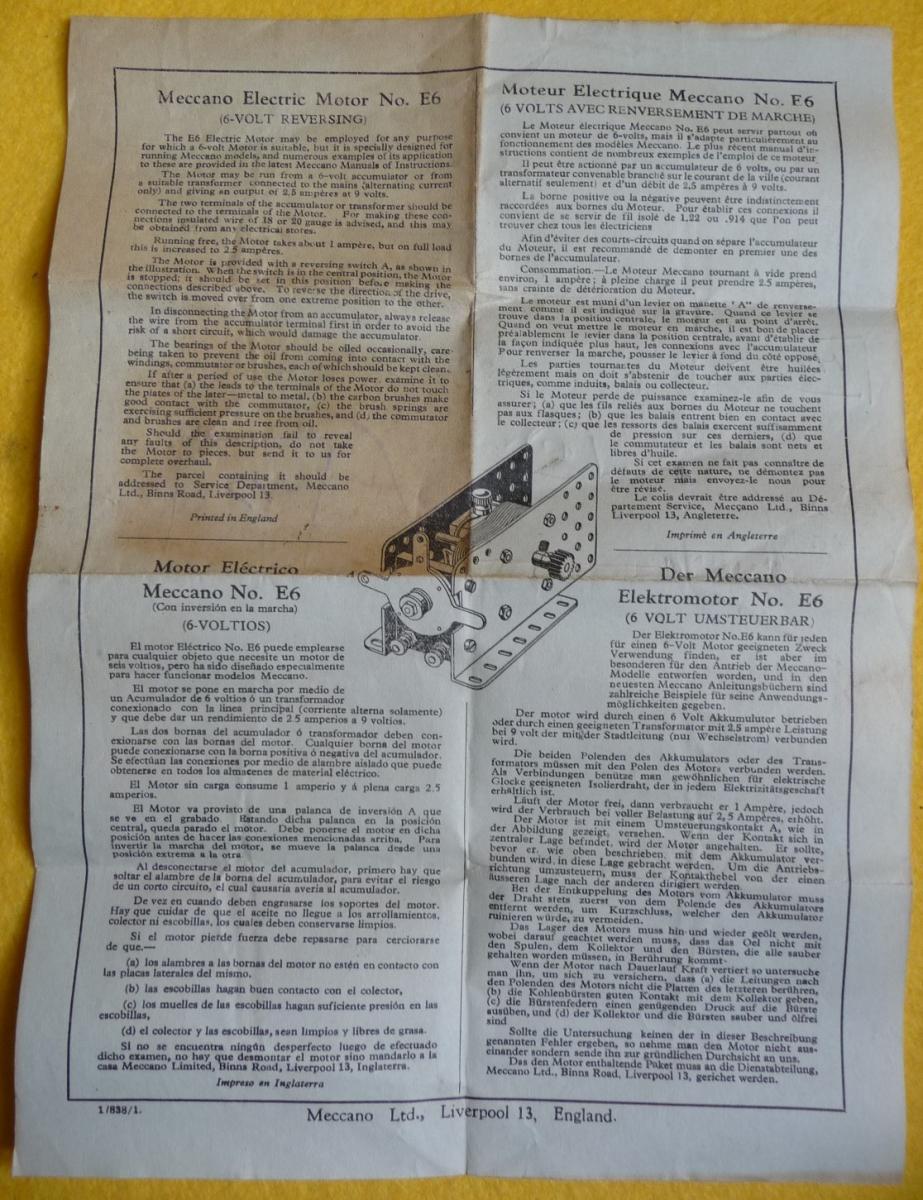 Meccano Electric Motor No. E6
(6-VOLT REVERSING)
The E6 Electric Motor may be employed for any purpose
for which a 6-volt Motor is suitable, but it is specially designed for
running Meccano models, and numerous examples of its application
to these are provided in the latest Meccano Manuals of Instructions.
The Motor may be run from a 6-volt accumulator or from
a suitable transformer connected to the mains (alternating current
only) and giving an output of 2,5 ampères at 9 volts.
The two terminals of the accumulator or transformer should be
connected to the terminals of the Motor. For making these con-
nections insulated wire of 18 or 20 gauge is advised, and this may
be obtained from any electrical stores.
Running free, the Motor takes about 1 ampère, but on full load
this is increased to 2.5 ampères.
The Motor is provided with a reversing switch A, as shown in
the illustration. When the switch is in the central position, the Motor
is stopped; it should be set in this position before making the
connections described above. To reverse the direction of the drive,
the switch is moved over from one extreme position to the other.
In disconnecting the Motor from an accumulator, always release
the wire from the accumulator terminal first in order to avoid the
risk of a short circuit, which would damage the accumulator.
The bearings of the Motor should be oiled occasionally, care
being taken to prevent the oil from coming into contact with the
windings, commutator or brushes, each of which should be kept clean.
If after a period of use the Motor loses power, examine it to
ensure that (a) the leads to the terminals of the Motor do not touch
the plates of the later—metal to metal, (b) the carbon brushes make
good contact with the commutator, (c) the brush springs are
exercising sufficient pressure on the brushes, and (d) the commutator
and brushes are clean and free from oil.
Should the examination fail to reveal
any faults of this description, do not take
the Motor to pieces, but send it to us for
complete overhaul.
The parcel containing it should be
addressed to Service Department, Meccano
Ltd., Binns Road, Liverpool 13.
Printed in England
Moteur Electrique Meccano No. E6
(6 VOLTS AVEC RENVERSEMENT DE MARCHE)
Le Moteur électrique Meccano No. E6 peut servir partout où
convient un moteur de 6-volts, mais il s'adapte particulièrement au
fonctionnement des modèles Meccano. Le plus récent manual d'in-
structions contient de nombreux exemples de l'emploi de ce moteur.
Il peut être actionné par un accumulateur de 6 volts, ou par un
transformateur convenable branché sur le courant de la ville (courant
alternatif seulement) et d'un débit de 2,5 ampères à 9 volts.
La borne positive ou la négative peuvent être indistinctement
raccordées aux bornes du Moteur. Pour établir ces connexions il
convient de se servir de fil isolé de 1,22 ou .914 que l'on peut
trouver chez tous les électriciens
Afin d'éviter des courts-circuits quand on sépare l'accumulateur
du Moteur, il est recommandé de demonter en premier une des
bornes de l'accumulateur.
Consommation.—Le Moteur Meccano tournant à vide prend
environ, 1 ampère; à pleine charge il peut prendre 2.5 ampères,
sans crainte de détérioration du Moteur.
Le moteur est muni d'un levier on manette "A" de renverse-
ment comme il est indiqué sur la gravure. Quand ce levier se
trouve dans la position centrale, le moteur est au point d'arrêt.
Quand on veut mettre le moteur en marche, il est bon de placer
préalablement le levier dans la position centrale, avant d'établir de
la façon indiquée plus haut, les connexions avec l'accumulateur
Pour renverser la marche, pousser le levier à fond du côté opposé.
Les parties tournantes du Moteur doivent être huilées
légèrement mais on doit s'abstenir de toucher aux parties élec-
triques, comme induits, balais ou collecteur.
Si le Moteur perde de puissance examinez-le afin de vous
assurer; (a) que les fils reliés aux bornes du Moteur ne touchent
pas aux flasques; (b) que les balais entrent bien en contact avec
le collecteur; (c) que les ressorts des balais exercent suffisamment
de pression sur ces derniers, (d) que
le commutateur et les balais sont nets et
libres d'huile.
Si cet examen ne fait pas connaître de
défauts de cette nature, ne démontez pas
le moteur mais envoyez-le nous pour
être révisé.
Le colis devrait être addressé au Dé-
partement Service, Meccano Ltd., Binns
Road, Liverpool 13, Angleterre.
Imprimé en Angleterre
A
Motor Eléctrico
Meccano No. E6
(Con inversión en la marcha)
(6-VOLTIOS)
El motor Eléctrico No. E6 puede emplearse
para cualquier objeto que necesite un motor de
seis voltios, pero ha sido diseñado especialmente
para hacer funcionar modelos Meccano.
El motor se pone en marcha por medio de
un Acumulador de 6 voltios ó un transformador
conexionado con la linea principal (corriente alterna solamente)
y que debe dar un rendimiento de 2.5 amperios a 9 voltios.
Las dos bornas del acumulador ó transformador deben con-
exionarse con las bornas del motor. Cualquier borna del motor
puede conexionarse con la borna positiva ó negativa del acumulador.
Se efectúan las conexiones por medio de alambre aislado que puede
obtenerse en todos los almacenes de material eléctrico.
El Motor sin carga consume 1 amperio y á plena carga 2.5
amperios.
El Motor va provisto de una palanca de inversión A que
se ve en el grabado. Estando dicha palanca en la posición
central, queda parado el motor. Debe ponerse el motor en dicha
posición antes de hacer las conexiones mencionadas arriba. Para
invertir la marcha del motor, se mueve la palanca desde una
posición extrema a la otra
Al desconectarse el motor del acumulador, primero hay que
soltar el alambre de la borna del acumulador, para evitar el riesgo
de un corto circuito, el cual causaría avería al acumulador.
De vez en cuando deben engrasarse los soportes del motor.
Hay que cuidar de que el aceite no llegue a los arrollamientos,
colector ni escobillas, los cuales deben conservarse limpios.
Si el motor pierde fuerza debe repasarse para cerciorarse
de que.—
(a) los alambres a las bornas del motor no estén en contacto con
las placas laterales del mismo.
(b) las escobillas hagan buen contacto con el colector,
(c) los muelles de las escobillas hagan suficiente presión en las
escobillas,
(d) el colector y las escobillas, sean limpios y libres de grasa.
Si no se encuentra ningún desperfecto luego de efectuado
dicho examen, no hay que desmontar el motor sino mandarlo a la
casa Meccano Limited, Binns Road, Liverpool 13, Inglaterra.
Impreso en Inglaterra
Der Meccano
Elektromotor No. E6
(6 VOLT UMSTEUERBAR)
Der Elektromotor No.E6 kann für jeden
für einen 6-Volt Motor geeigneten Zweck
Verwendung finden, er ist aber im
besonderen für den Antrieb der Meccano-
Modelle entworfen worden, und in den
neuesten Meccano Anleitungsbüchern sind
zahlreiche Beispiele für seine Anwendungs-
möglichkeiten gegeben.
Der motor wird durch einen 6 Volt Akkumulutor betrieben
oder durch einen geeigneten Transformator mit 2.5 ampère Leistung
bei 9 volt der mit der Stadtleitung (nur Wechselstrom) verbunden
wird.
Die beiden Polenden des Akkumulators oder des Trans-
formators müssen mit den Polen des Motors verbunden werden.
Als Verbindungen benütze man gewöhnlichen für elektrische
Glocke geeigneten Isolierdraht, der in jedem Elektrizitätsgeschaft
erhältlich ist.
Läuft der Motor frei, dann verbraucht er 1 Ampère, jedoch
wird der Verbrauch bei voller Belastung auf 2,5 Ampères, erhöht.
Der Motor ist mit einem Umsteuerungskontakt A, wie in
der Abbildung gezeigt, versehen. Wenn der Kontakt sich in
zentraler Lage befindet, wird der Motor angehalten. Er sollte,
bevor er, wie oben beschrieben, mit dem Akkumulator ver-
bunden wird, in diese Lage gebracht werden. Um die Antriebs-
richtung umzusteuern, muss der Kontakthebel von der einen
äusseren Lage nach der anderen dirigiert werden.
Bei der Entkuppelung des Motors vom Akkumulator muss
der Draht stets zuerst von dem Polende des Akkumulators
entfernt werden, um Kurzschluss, welcher den Akkumulator
ruinieren würde, zu vermeiden.
Das Lager des Motors muss hin und wieder geölt werden,
wobei darauf geachtet werden muss, dass das Oel nicht mit
den Spulen, dem Kollektor und den Bürsten, die alle sauber
gehalten worden müssen, in Berührung kommt.
Wenn der Motor nach Dauerlauf Kraft vertiert so untersuche
man ihn, um sich zu versichern, dass (a) die Leitungen nach
den Polenden des Motors nicht die Platten des letzteren berühren,
(b) die Kohlenbürsten guten Kontakt mit dem Kollektor geben,
(c) die Bürstenfedern einen genügenden Druck auf die Bürste
ausüben, und (d) der Kollektor und die Bürsten sauber und ölfrei
sind
Sollte die Untersuchung keinen der in dieser Beschreibung
genannten Fehler ergeben, so nehme man den Motor nicht aus-
einander sondern sende ihn zur gründlichen Durchsicht an uns.
Das den Motor enthaltende Paket muss an die Dienstabteilung,
Meccano Ltd., Binns Road, Liverpool 13, gerichet werden.
1/838/1.
Meccano Ltd., Liverpool 13, England.